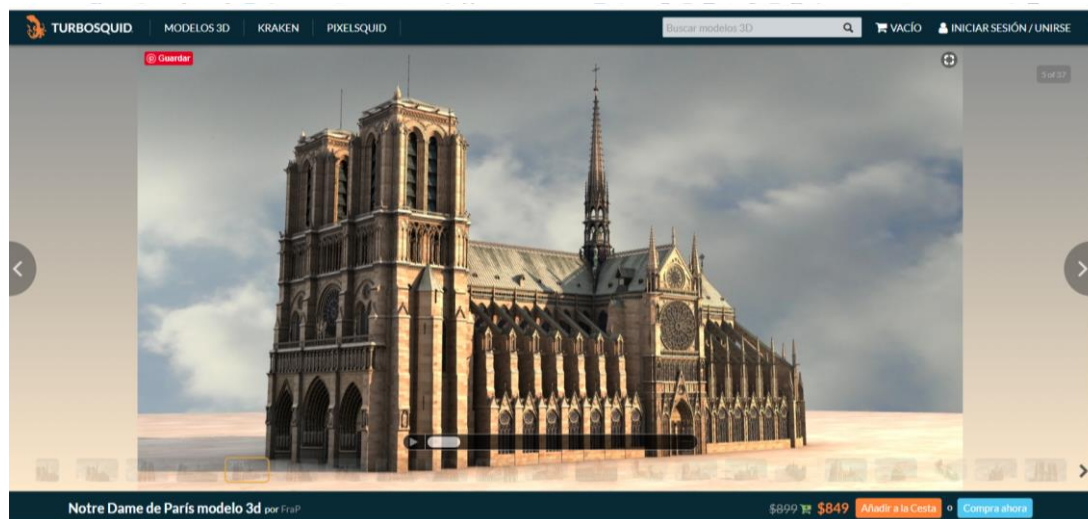 TURBOSQUID MODELOS 3D KRAKEN PIXELSQUID Buscar modelos 3D VACÍO INICIAR SESIÓN / UNIRSE
Guardar
5 of 37
Notre Dame de París modelo 3d por FraP $899 $849 Añadir a la Cesta o Compra ahora